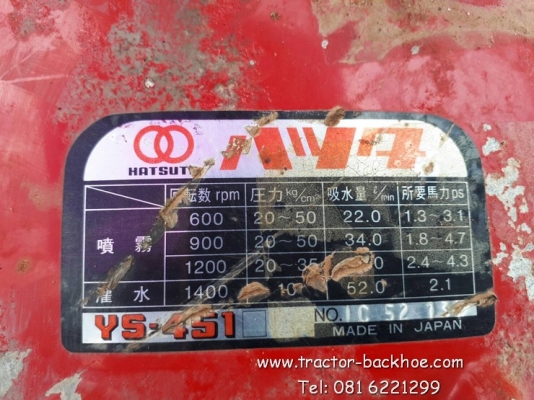 ハツタ
HATSUTA
回転数 rpm 圧力 kg/cm² 吸水量 ℓ/min 所要馬力 ps
噴霧 600 20~50 22.0 1.3~3.1
900 20~50 34.0 1.8~4.7
1200 20~35 2.4~4.3
灌水 1400 10 52.0 2.1
YS-451 NO.
MADE IN JAPAN
www.tractor-backhoe.com
Tel: 081 6221299